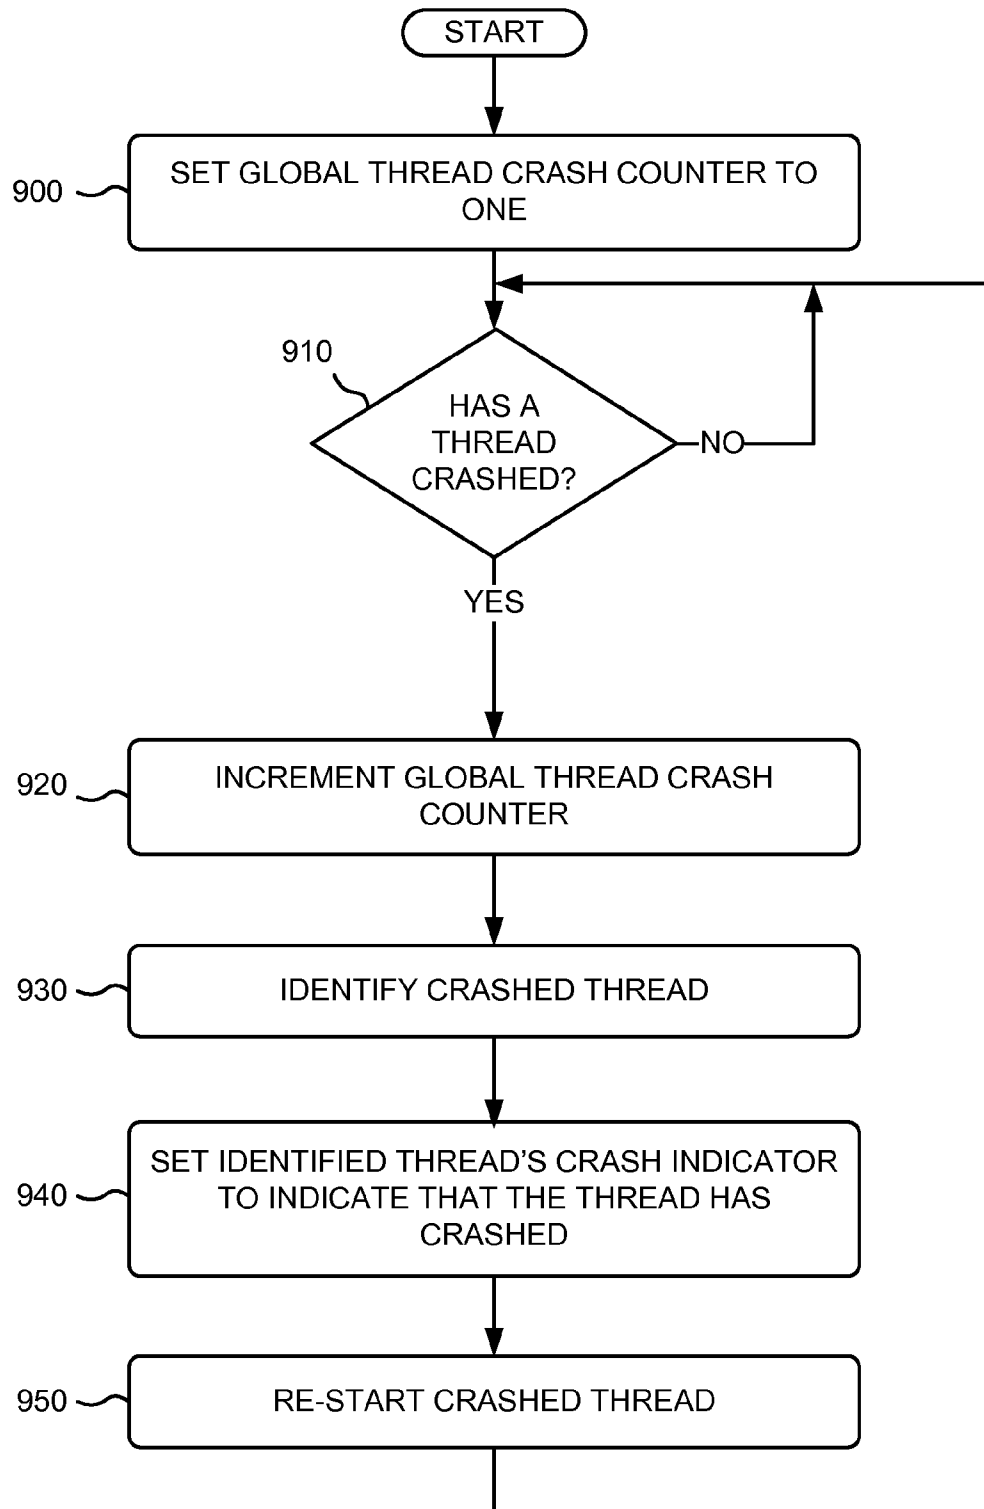 START
900
SET GLOBAL THREAD CRASH COUNTER TO
ONE
910
HAS A
THREAD
CRASHED?
NO
YES
920
INCREMENT GLOBAL THREAD CRASH
COUNTER
930
IDENTIFY CRASHED THREAD
940
SET IDENTIFIED THREAD'S CRASH INDICATOR
TO INDICATE THAT THE THREAD HAS
CRASHED
950
RE-START CRASHED THREAD